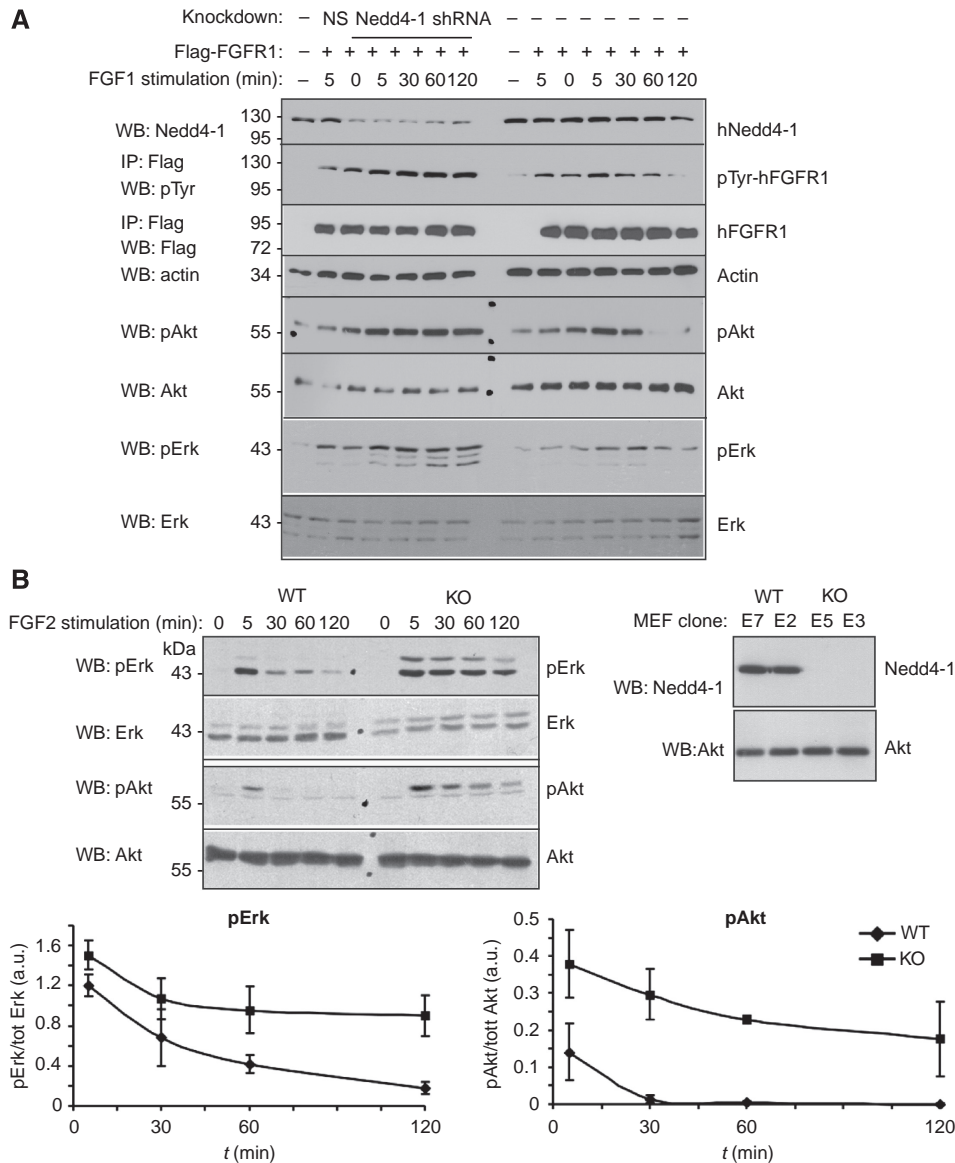 A
Knockdown: – NS Nedd4-1 shRNA – – – – – – –
Flag-FGFR1: – + + + + + + – + + + + + +
FGF1 stimulation (min): – 5 0 5 30 60 120 – 5 0 5 30 60 120
WB: Nedd4-1 130 95 hNedd4-1
IP: Flag WB: pTyr 130 95 pTyr-hFGFR1
IP: Flag WB: Flag 95 72 hFGFR1
WB: actin 34 Actin
WB: pAkt 55 pAkt
WB: Akt 55 Akt
WB: pErk 43 pErk
WB: Erk 43 Erk
B
WT KO
FGF2 stimulation (min): 0 5 30 60 120 0 5 30 60 120
kDa
WB: pErk 43 pErk
WB: Erk 43 Erk
WB: pAkt 55 pAkt
WB: Akt 55 Akt
WT KO
MEF clone: E7 E2 E5 E3
WB: Nedd4-1 Nedd4-1
WB:Akt Akt
pErk
pErk/tot Erk (a.u.)
1.6
1.2
0.8
0.4
0
0 30 60 120
t (min)
pAkt
pAkt/tott Akt (a.u.)
0.5
0.4
0.3
0.2
0.1
0
0 30 60 120
t (min)
WT
KO